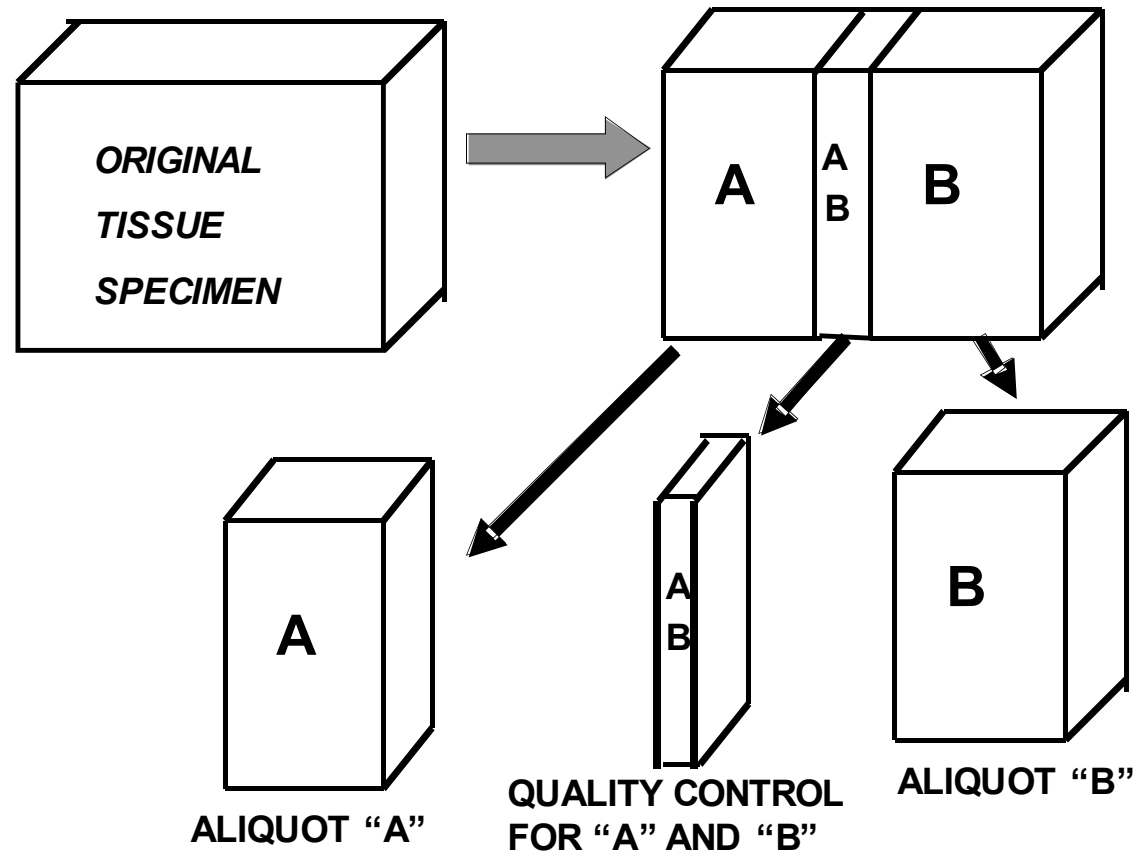 ORIGINAL
TISSUE
SPECIMEN
A
A
B
B
A
A
B
B
ALIQUOT “A”
QUALITY CONTROL
FOR “A” AND “B”
ALIQUOT “B”